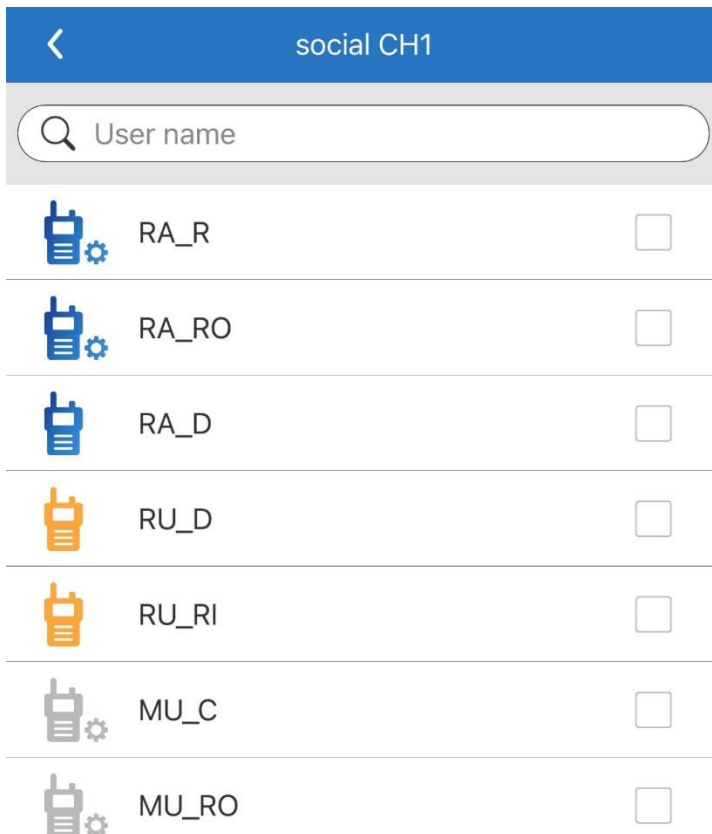 social CH1
User name
RA_R
RA_RO
RA_D
RU_D
RU_RI
MU_C
MU_RO